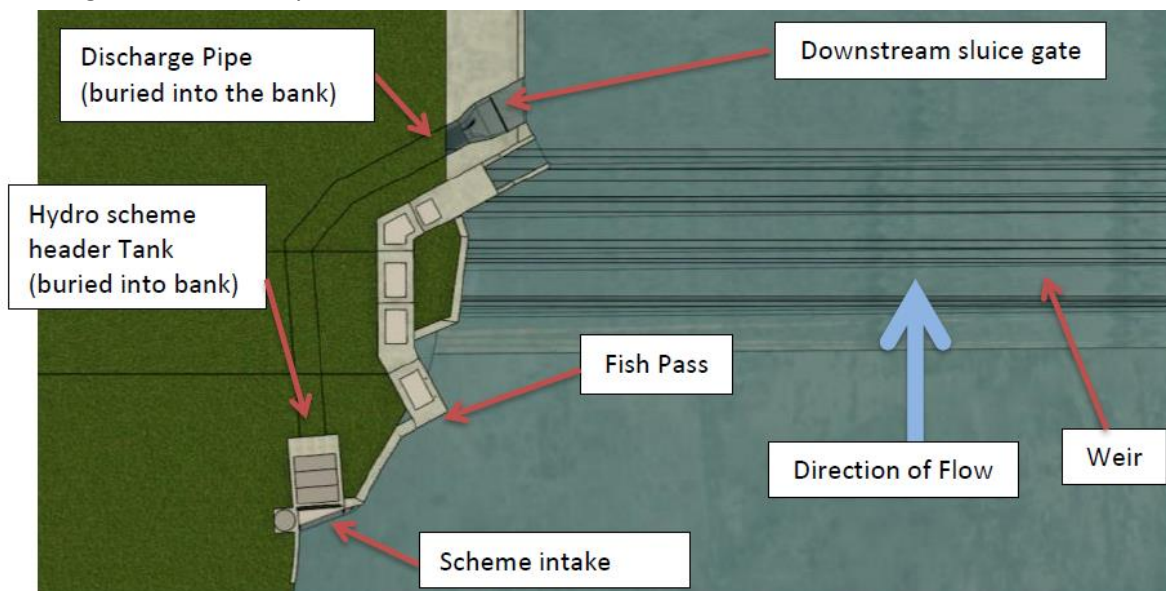 Discharge Pipe
(buried into the bank)
Downstream sluice gate
Hydro scheme
header Tank
(buried into bank)
Fish Pass
Direction of Flow
Weir
Scheme intake